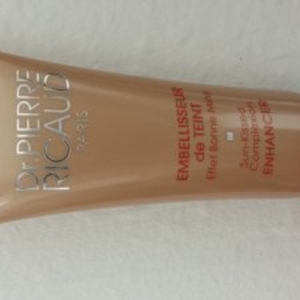 Dr PIERRE
RICAUD
PARIS
EMBELLISSEUR
de TEINT
Effet Bonne Mine
Sun-Kissed
Complexion
ENHANCER